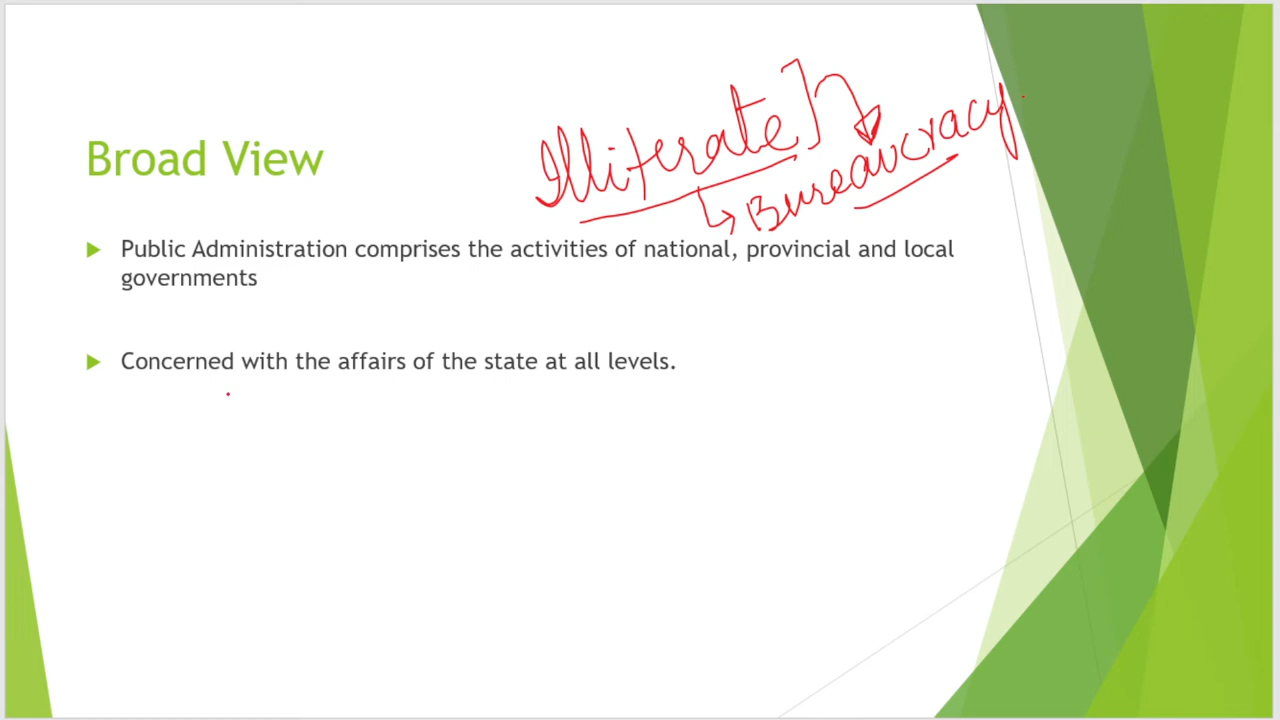 Illiterate]
Bureaucracy
Broad View
Public Administration comprises the activities of national, provincial and local
governments
Concerned with the affairs of the state at all levels.